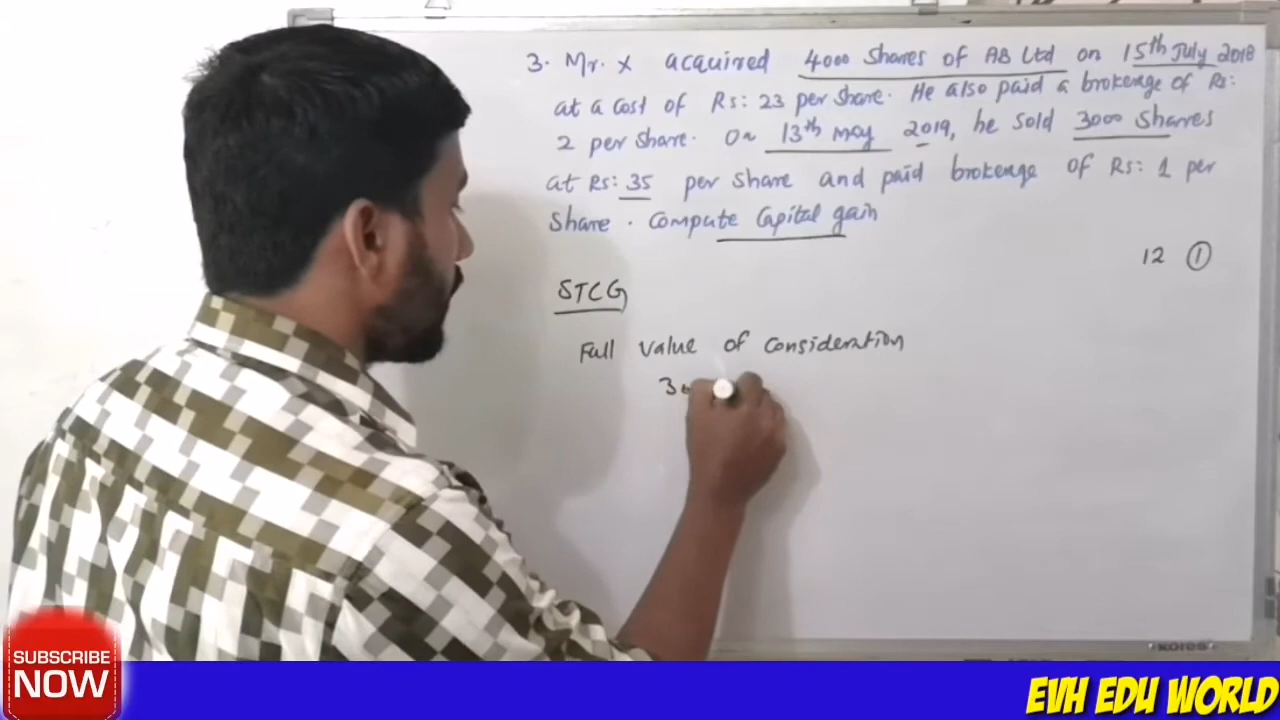 3. Mr. X acquired 4000 Shares of AB Ltd on 15th July 2018
at a cost of Rs: 23 per share. He also paid a brokerage of Rs:
2 per share. On 13th may 2019, he sold 3000 shares
at Rs: 35 per share and paid brokerage of Rs: 1 per
share. Compute Capital gain
12 1
STCG
Full value of consideration
SUBSCRIBE
NOW
KOIOS
EVH EDU WORLD